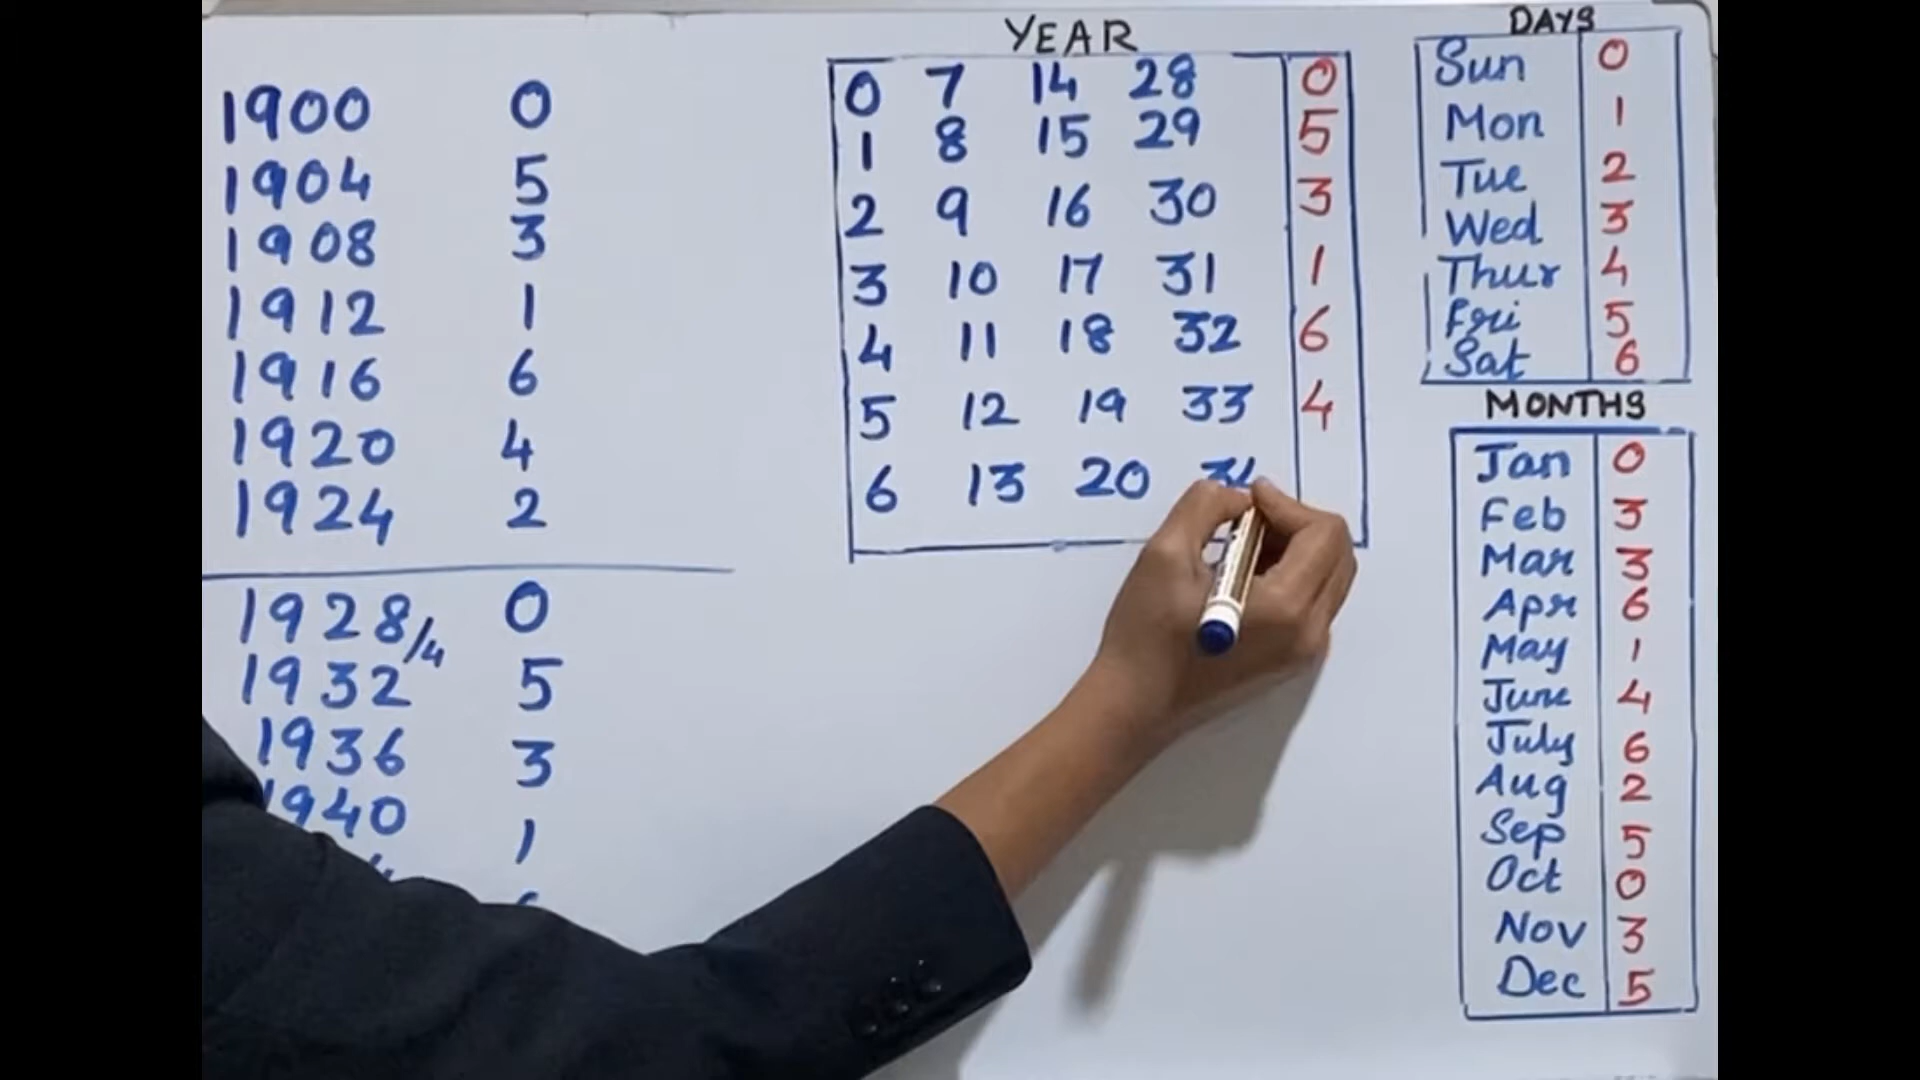 1900 0
1904 5
1908 3
1912 1
1916 6
1920 4
1924 2
1928/4 0
1932 5
1936 3
1940 1
YEAR
0 7 14 28 0
1 8 15 29 5
2 9 16 30 3
3 10 17 31 1
4 11 18 32 6
5 12 19 33 4
6 13 20
DAYS
Sun 0
Mon 1
Tue 2
Wed 3
Thur 4
Fri 5
Sat 6
MONTHS
Jan 0
Feb 3
Mar 3
Apr 6
May 1
June 4
July 6
Aug 2
Sep 5
Oct 0
Nov 3
Dec 5